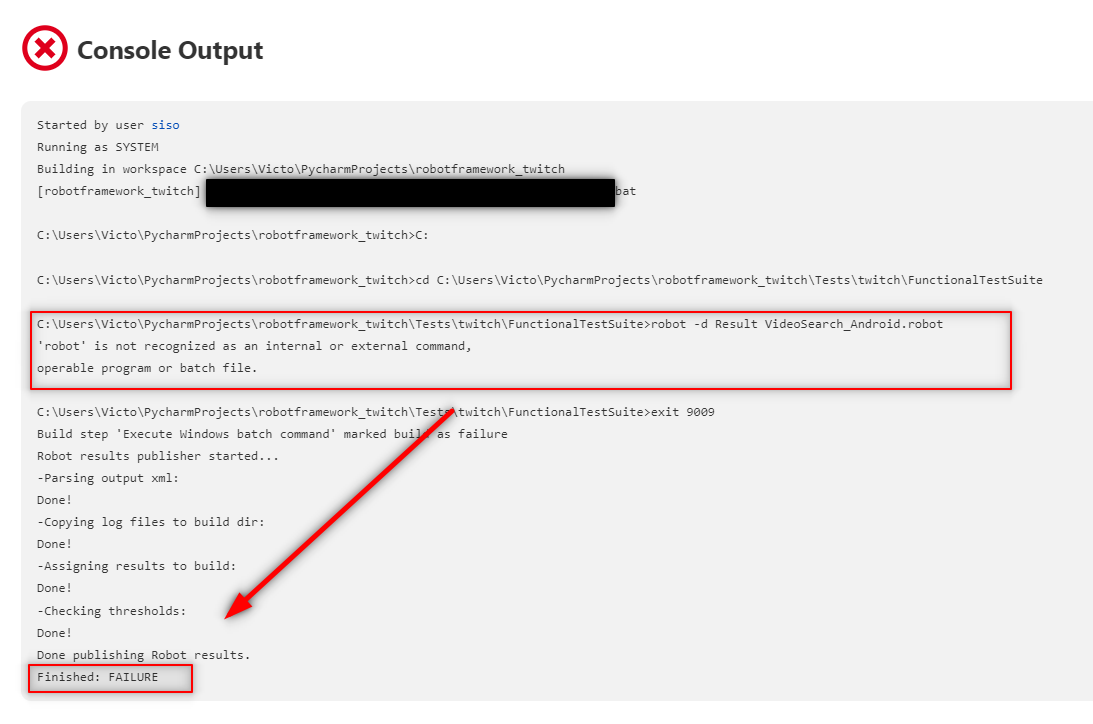 Console Output
Started by user siso
Running as SYSTEM
Building in workspace C:\Users\Victo\PycharmProjects\robotframework_twitch
[robotframework_twitch] bat
C:\Users\Victo\PycharmProjects\robotframework_twitch>C:
C:\Users\Victo\PycharmProjects\robotframework_twitch>cd C:\Users\Victo\PycharmProjects\robotframework_twitch\Tests\twitch\FunctionalTestSuite
C:\Users\Victo\PycharmProjects\robotframework_twitch\Tests\twitch\FunctionalTestSuite>robot -d Result VideoSearch_Android.robot
'robot' is not recognized as an internal or external command,
operable program or batch file.
C:\Users\Victo\PycharmProjects\robotframework_twitch\Tests\twitch\FunctionalTestSuite>exit 9009
Build step 'Execute Windows batch command' marked build as failure
Robot results publisher started...
-Parsing output xml:
Done!
-Copying log files to build dir:
Done!
-Assigning results to build:
Done!
-Checking thresholds:
Done!
Done publishing Robot results.
Finished: FAILURE